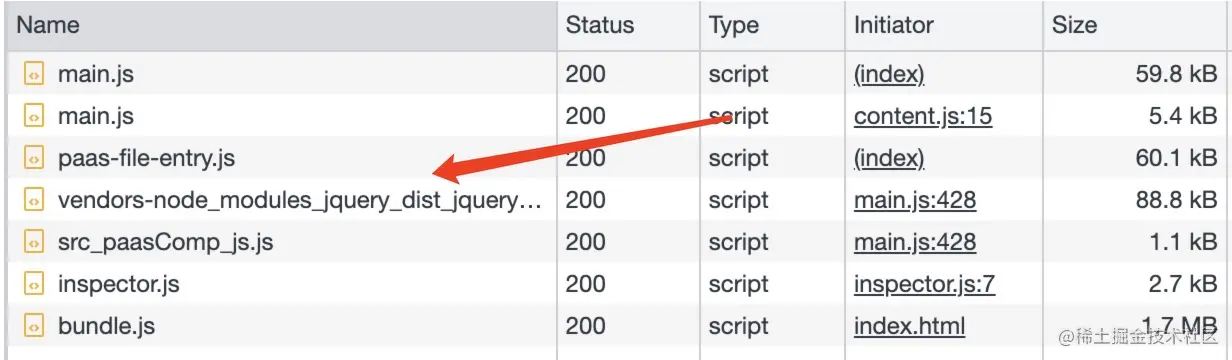 Name Status Type Initiator Size
main.js 200 script (index) 59.8 kB
main.js 200 script content.js:15 5.4 kB
paas-file-entry.js 200 script (index) 60.1 kB
vendors-node_modules_jquery_dist_jquery… 200 script main.js:428 88.8 kB
src_paasComp_js.js 200 script main.js:428 1.1 kB
inspector.js 200 script inspector.js:7 2.7 kB
bundle.js 200 script index.html 1.7 MB
@稀土掘金技术社区